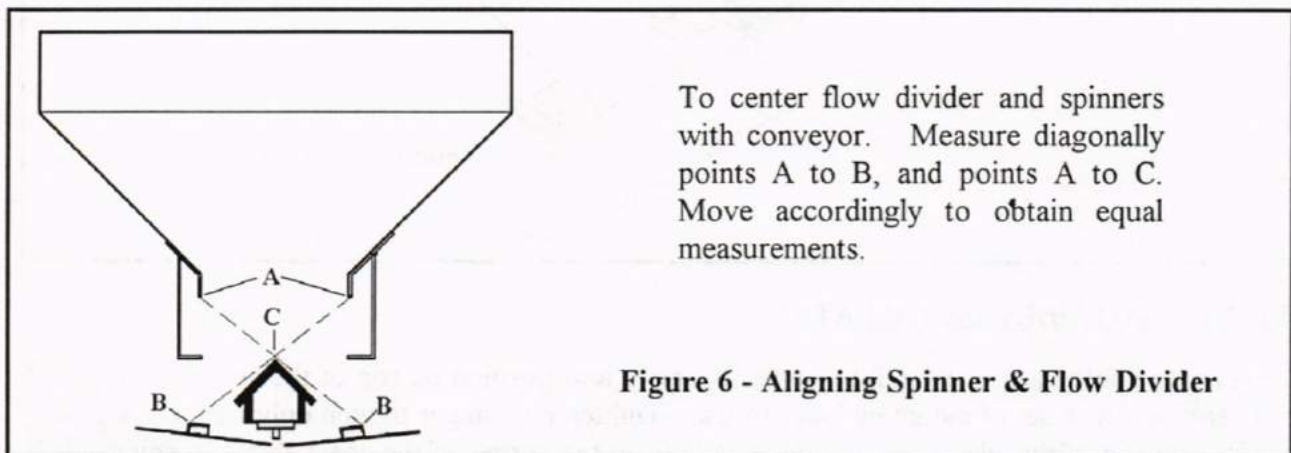 To center flow divider and spinners
with conveyor. Measure diagonally
points A to B, and points A to C.
Move accordingly to obtain equal
measurements.
A
C
B
B
Figure 6 - Aligning Spinner & Flow Divider